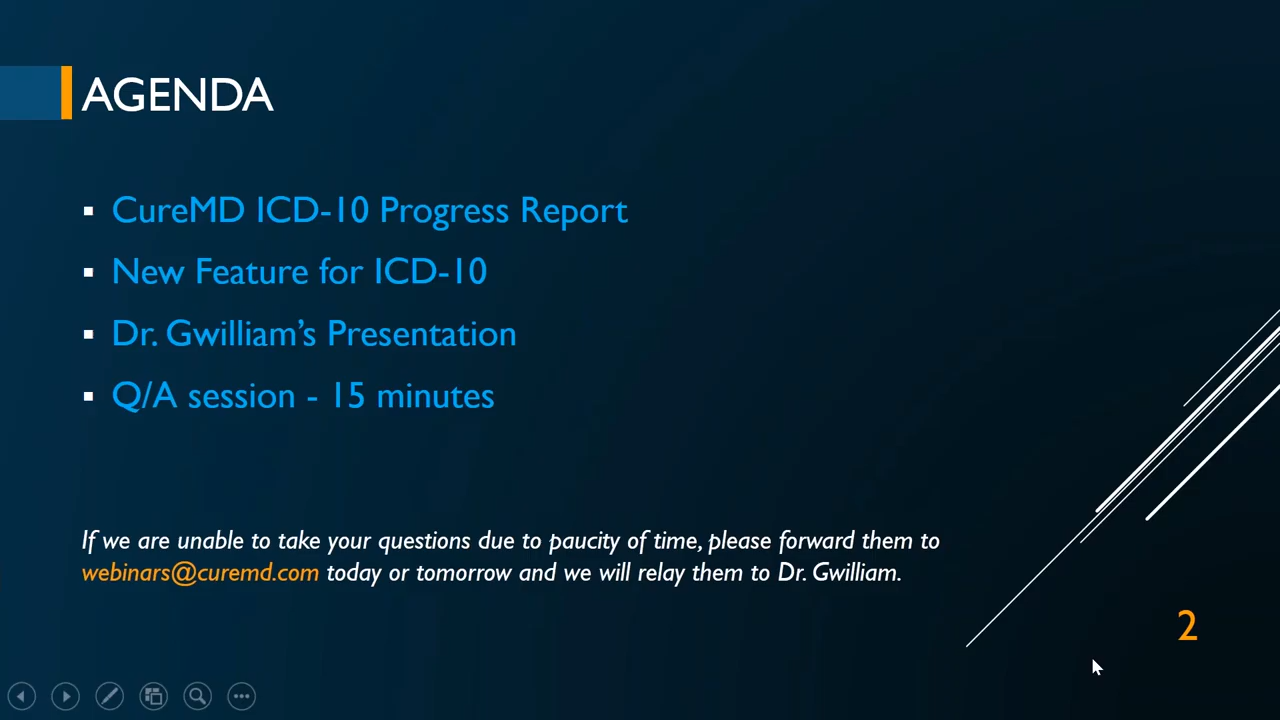 AGENDA
CureMD ICD-10 Progress Report
New Feature for ICD-10
Dr. Gwilliam’s Presentation
Q/A session - 15 minutes
If we are unable to take your questions due to paucity of time, please forward them to
webinars@curemd.com today or tomorrow and we will relay them to Dr. Gwilliam.
2